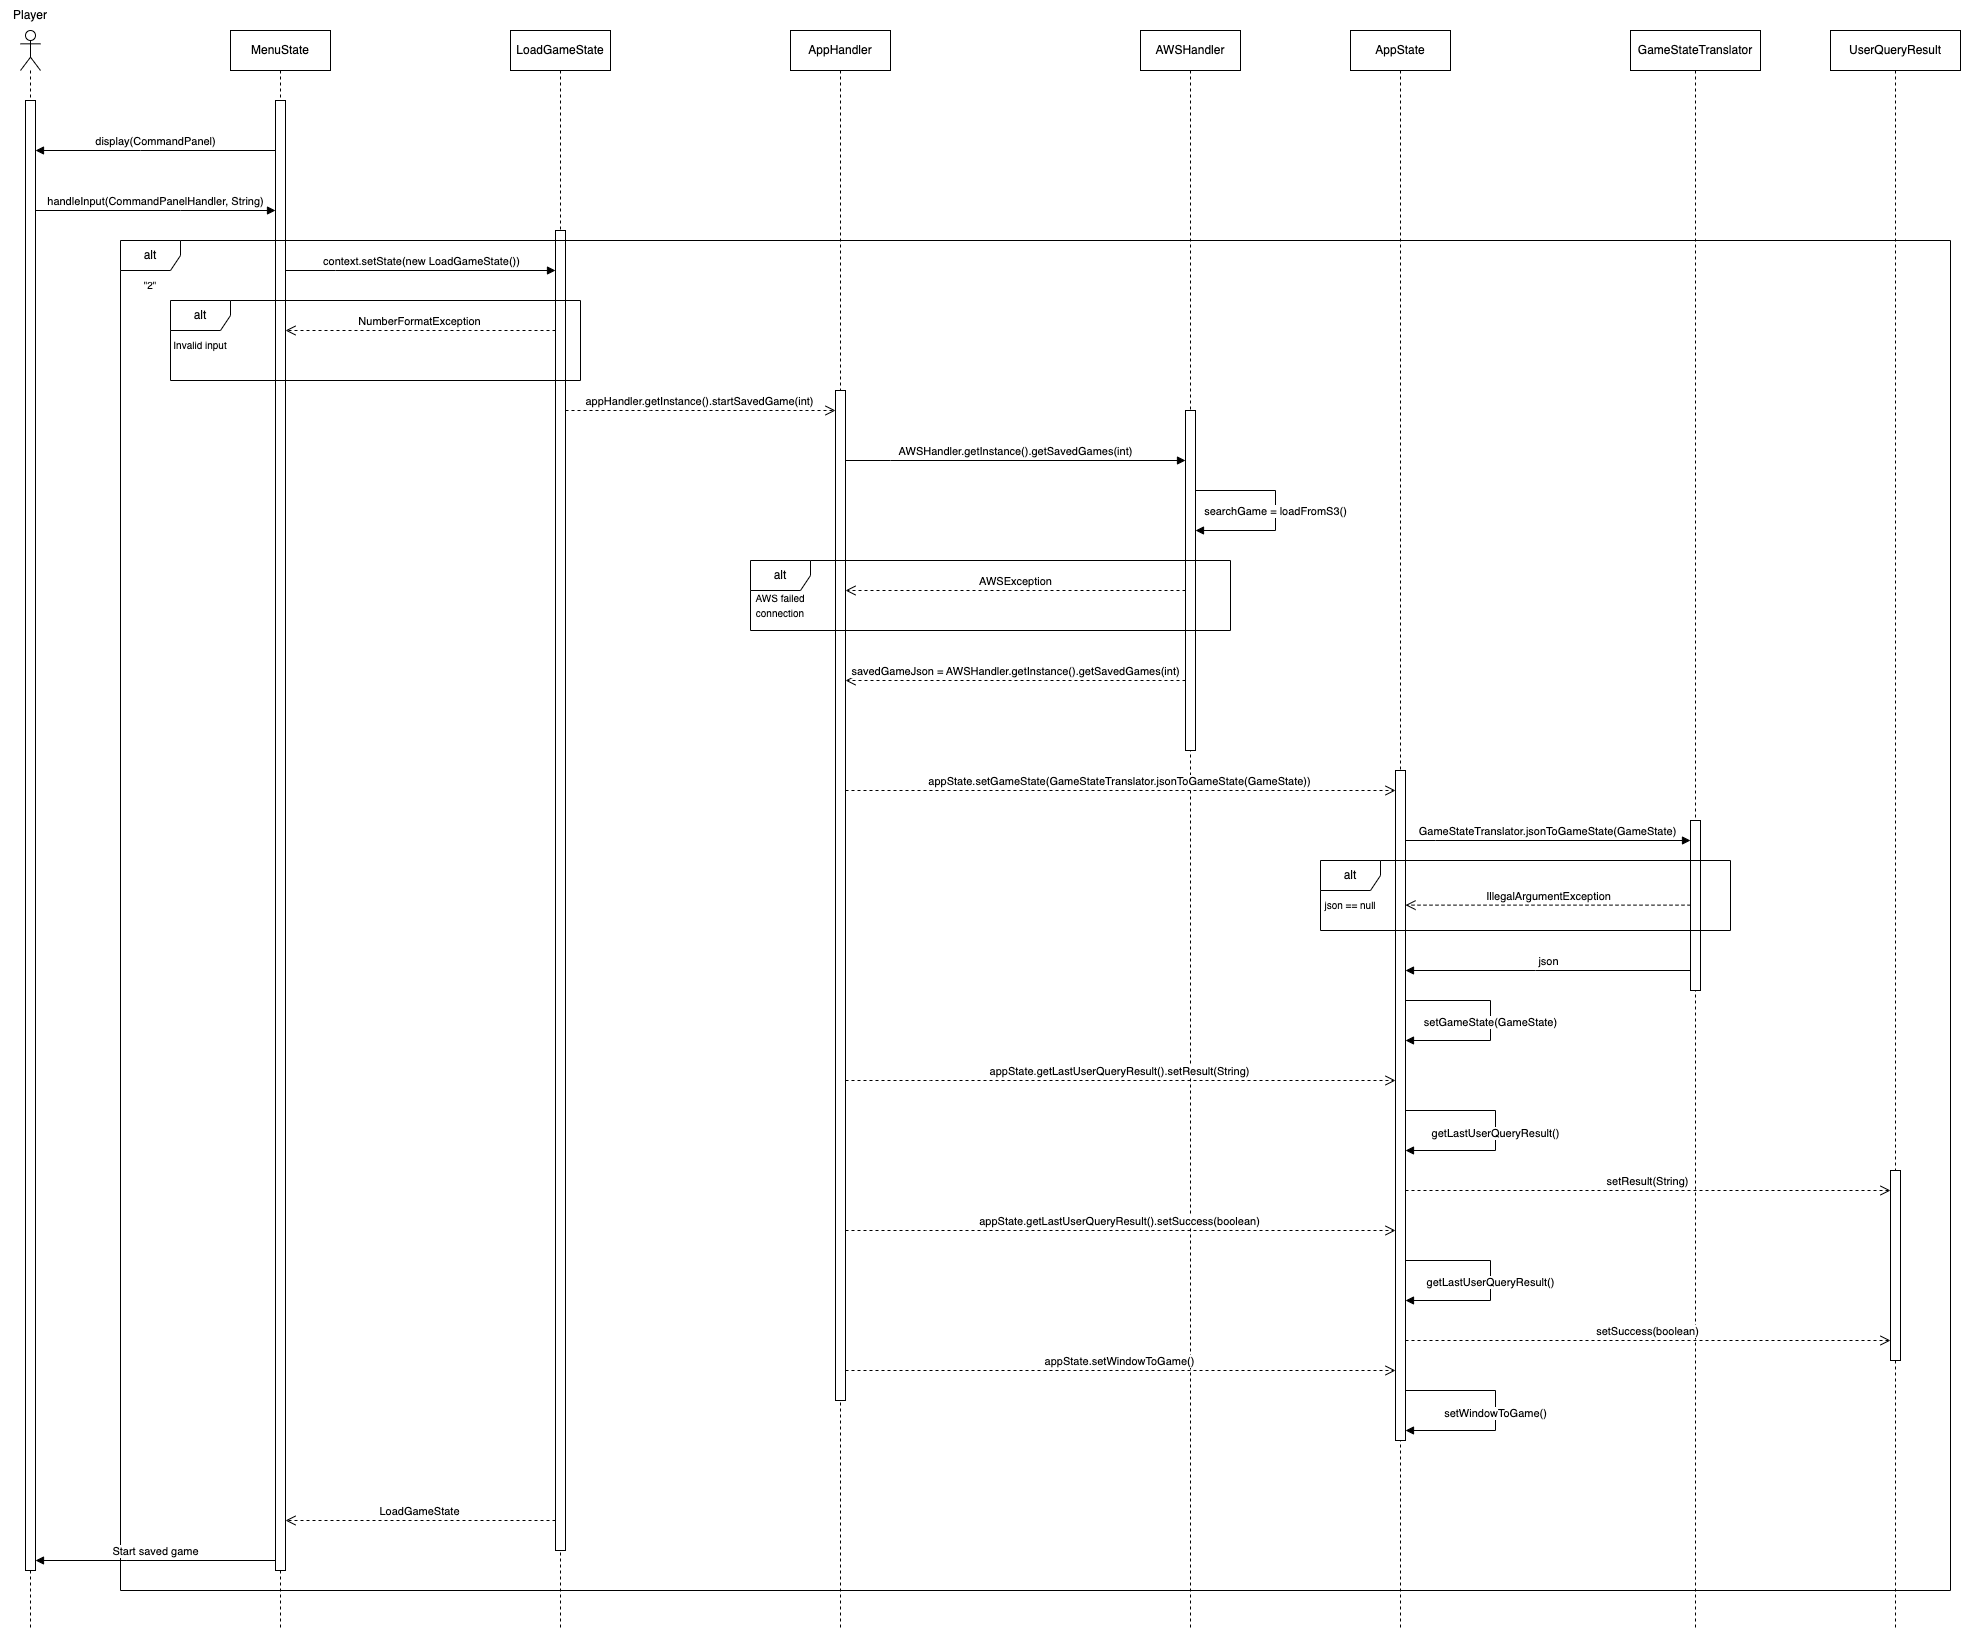 Player
MenuState
LoadGameState
AppHandler
AWSHandler
AppState
GameStateTranslator
UserQueryResult
display(CommandPanel)
handleInput(CommandPanelHandler, String)
alt
context.setState(new LoadGameState())
"2"
alt
NumberFormatException
Invalid input
appHandler.getInstance().startSavedGame(int)
AWSHandler.getInstance().getSavedGames(int)
searchGame = loadFromS3()
alt
AWSException
AWS failed
connection
savedGameJson = AWSHandler.getInstance().getSavedGames(int)
appState.setGameState(GameStateTranslator.jsonToGameState(GameState))
GameStateTranslator.jsonToGameState(GameState)
alt
IllegalArgumentException
json == null
json
setGameState(GameState)
appState.getLastUserQueryResult().setResult(String)
getLastUserQueryResult()
setResult(String)
appState.getLastUserQueryResult().setSuccess(boolean)
getLastUserQueryResult()
setSuccess(boolean)
appState.setWindowToGame()
setWindowToGame()
LoadGameState
Start saved game